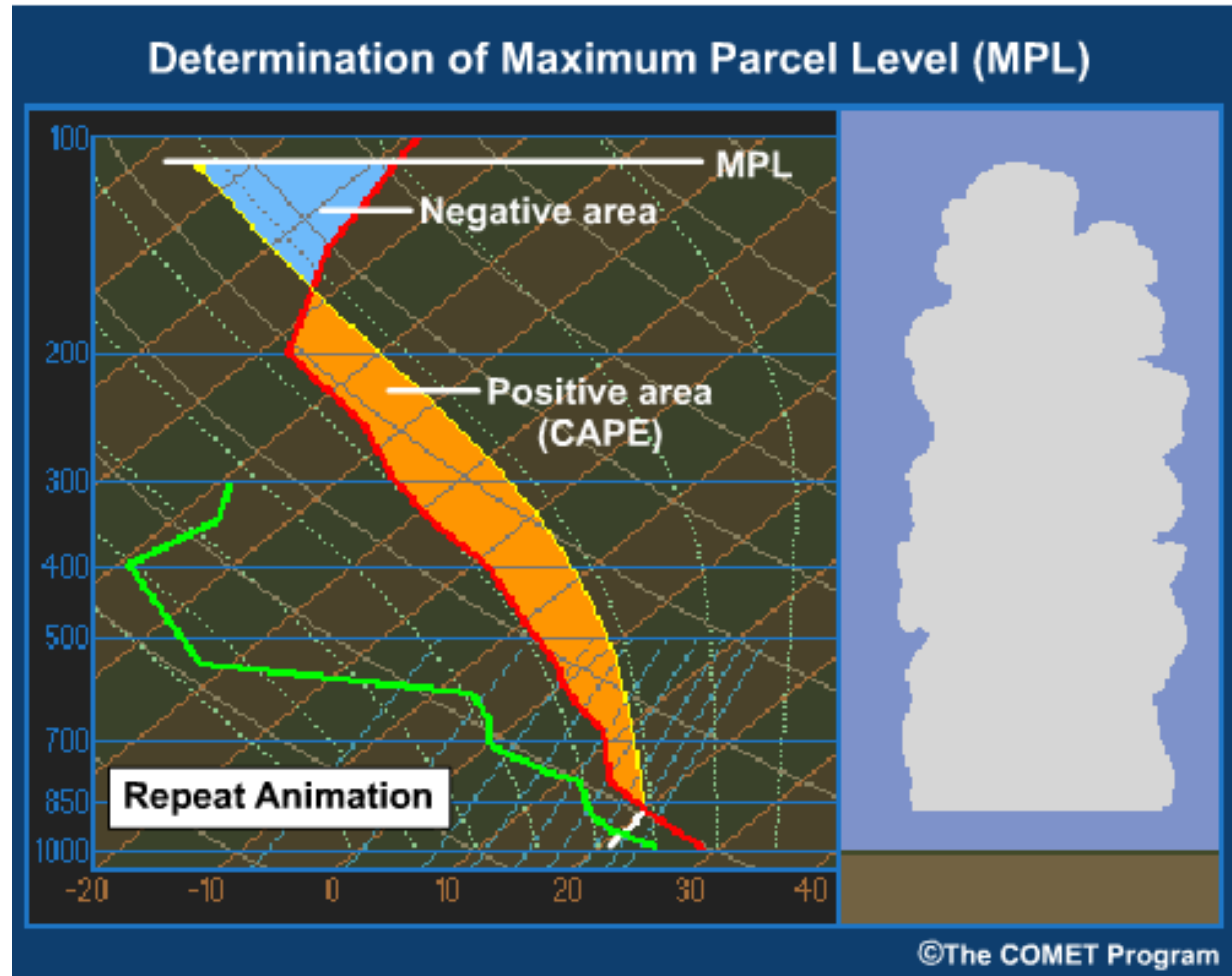 Determination of Maximum Parcel Level (MPL)
100
MPL
Negative area
200
Positive area
(CAPE)
300
400
500
700
Repeat Animation
850
1000
-20 -10 0 10 20 30 40
©The COMET Program